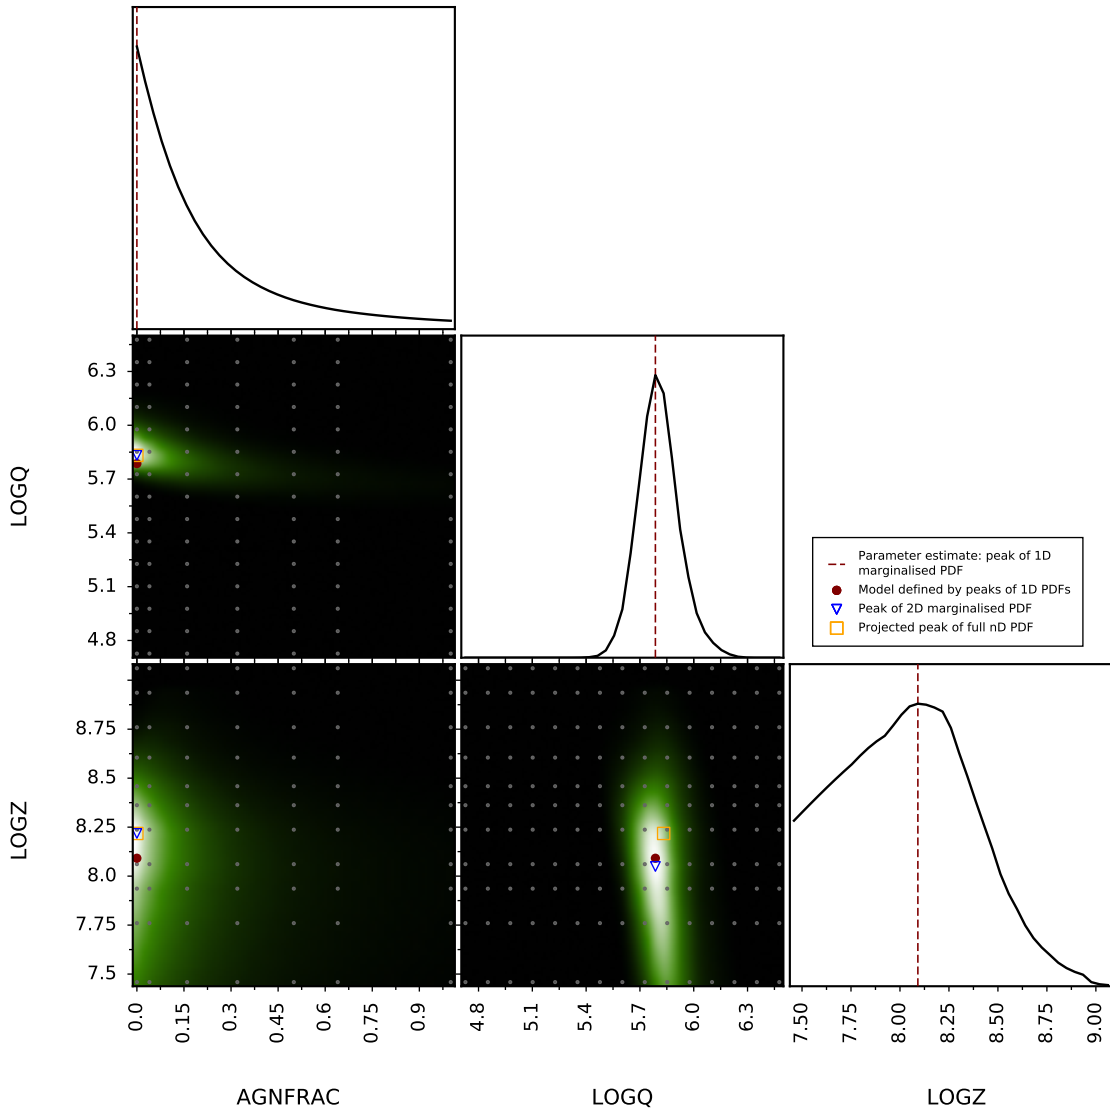 6.3
6.0
5.7
5.4
5.1
4.8
LOGQ
Parameter estimate: peak of 1D
marginalised PDF
Model defined by peaks of 1D PDFs
Peak of 2D marginalised PDF
Projected peak of full nD PDF
8.75
8.5
8.25
8.0
7.75
7.5
LOGZ
0.0 0.15 0.3 0.45 0.6 0.75 0.9
4.8 5.1 5.4 5.7 6.0 6.3
7.50 7.75 8.00 8.25 8.50 8.75 9.00
AGNFRAC LOGQ LOGZ